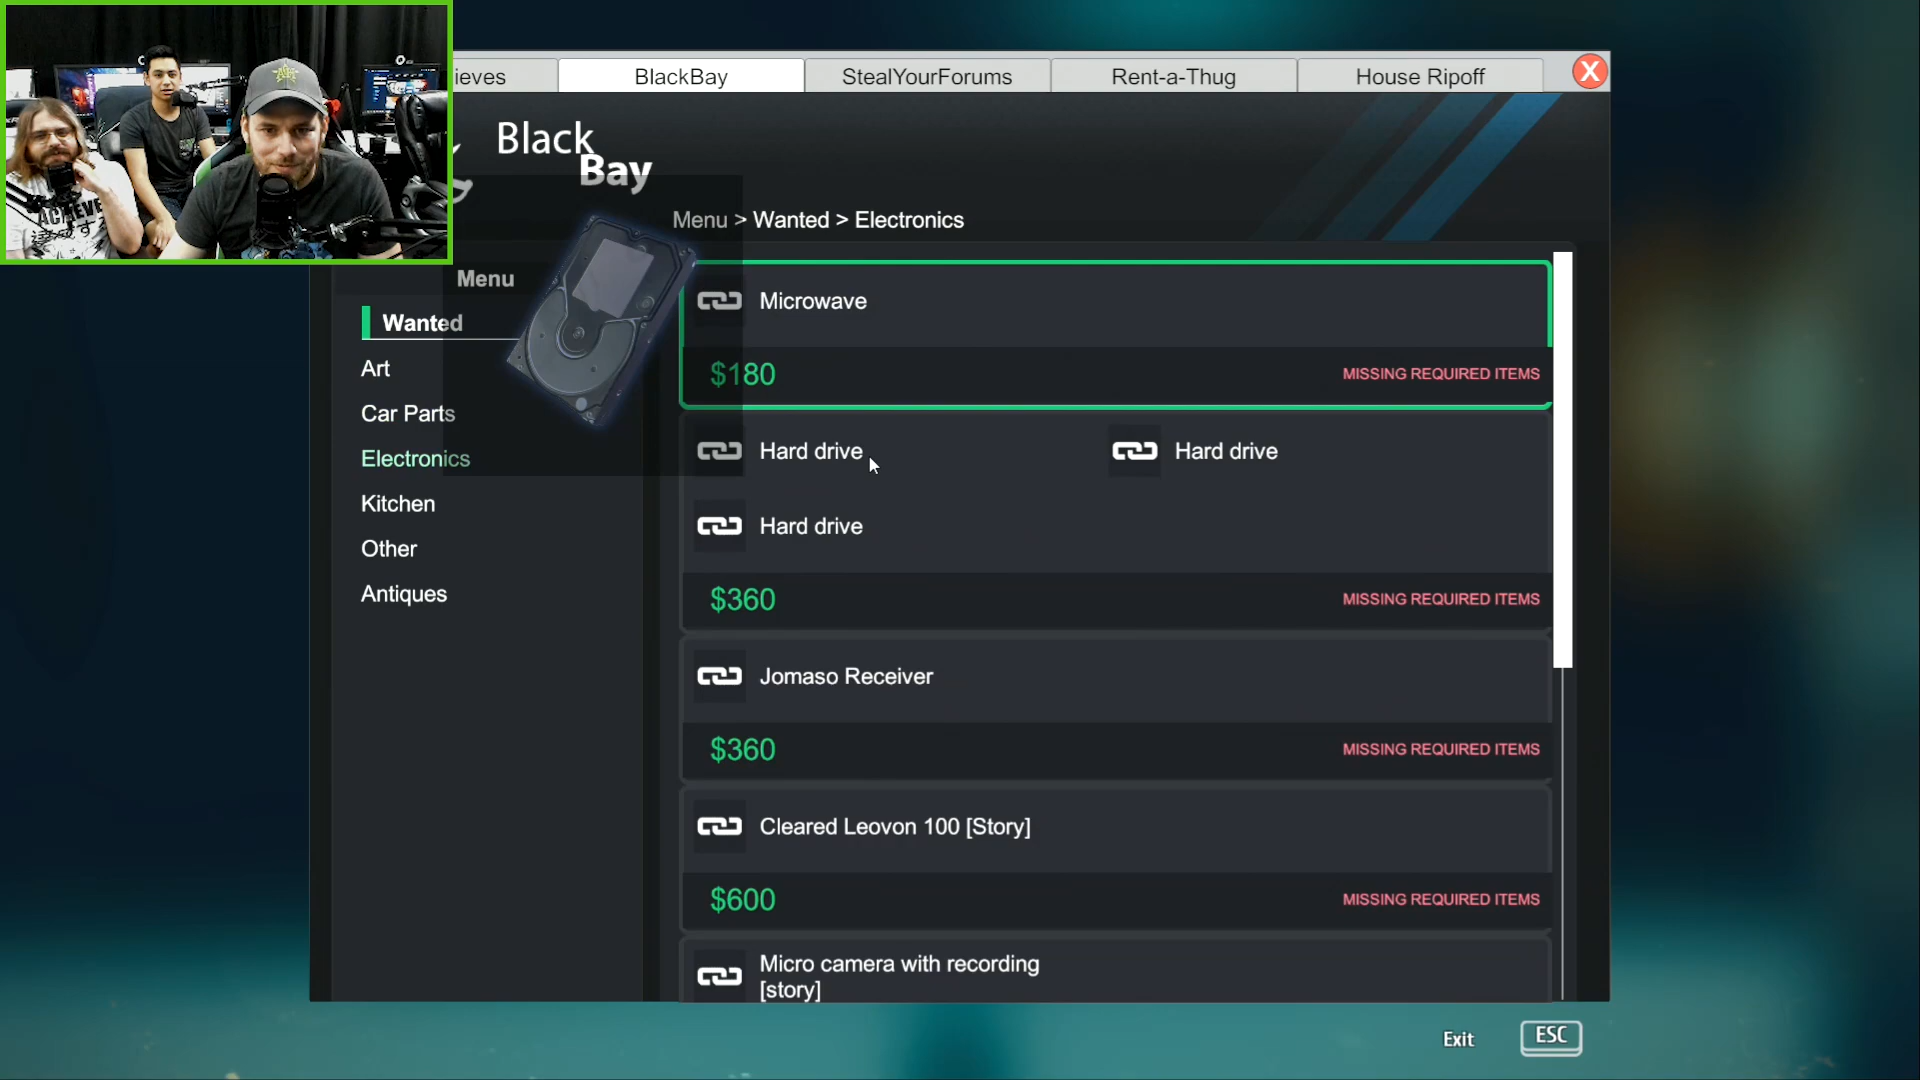 ieves
BlackBay
StealYourForums
Rent-a-Thug
House Ripoff
X
Black
Bay
Menu > Wanted > Electronics
Menu
Wanted
Art
Car Parts
Electronics
Kitchen
Other
Antiques
Microwave
$180
MISSING REQUIRED ITEMS
Hard drive
Hard drive
Hard drive
$360
MISSING REQUIRED ITEMS
Jomaso Receiver
$360
MISSING REQUIRED ITEMS
Cleared Leovon 100 [Story]
$600
MISSING REQUIRED ITEMS
Micro camera with recording
[story]
Exit
ESC